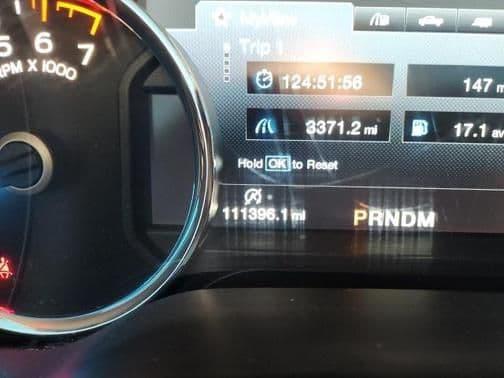 MyView
Trip 1
5 6 7
RPM X 1000
124:51:56
147 m
3371.2 mi
17.1 av
Hold OK to Reset
111396.1 mi
PRNDM